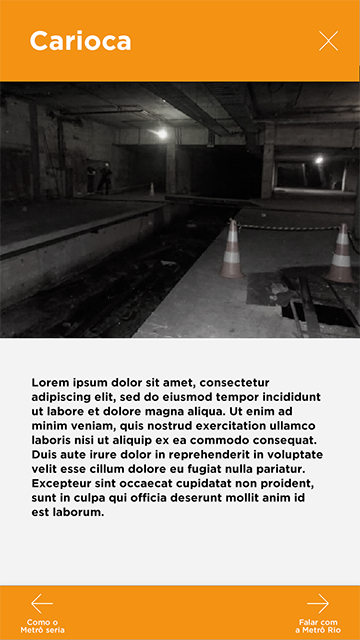 Carioca
Lorem ipsum dolor sit amet, consectetur
adipiscing elit, sed do eiusmod tempor incididunt
ut labore et dolore magna aliqua. Ut enim ad
minim veniam, quis nostrud exercitation ullamco
laboris nisi ut aliquip ex ea commodo consequat.
Duis aute irure dolor in reprehenderit in voluptate
velit esse cillum dolore eu fugiat nulla pariatur.
Excepteur sint occaecat cupidatat non proident,
sunt in culpa qui officia deserunt mollit anim id
est laborum.
Como o
Metrô seria
Falar com
a Metrô Rio